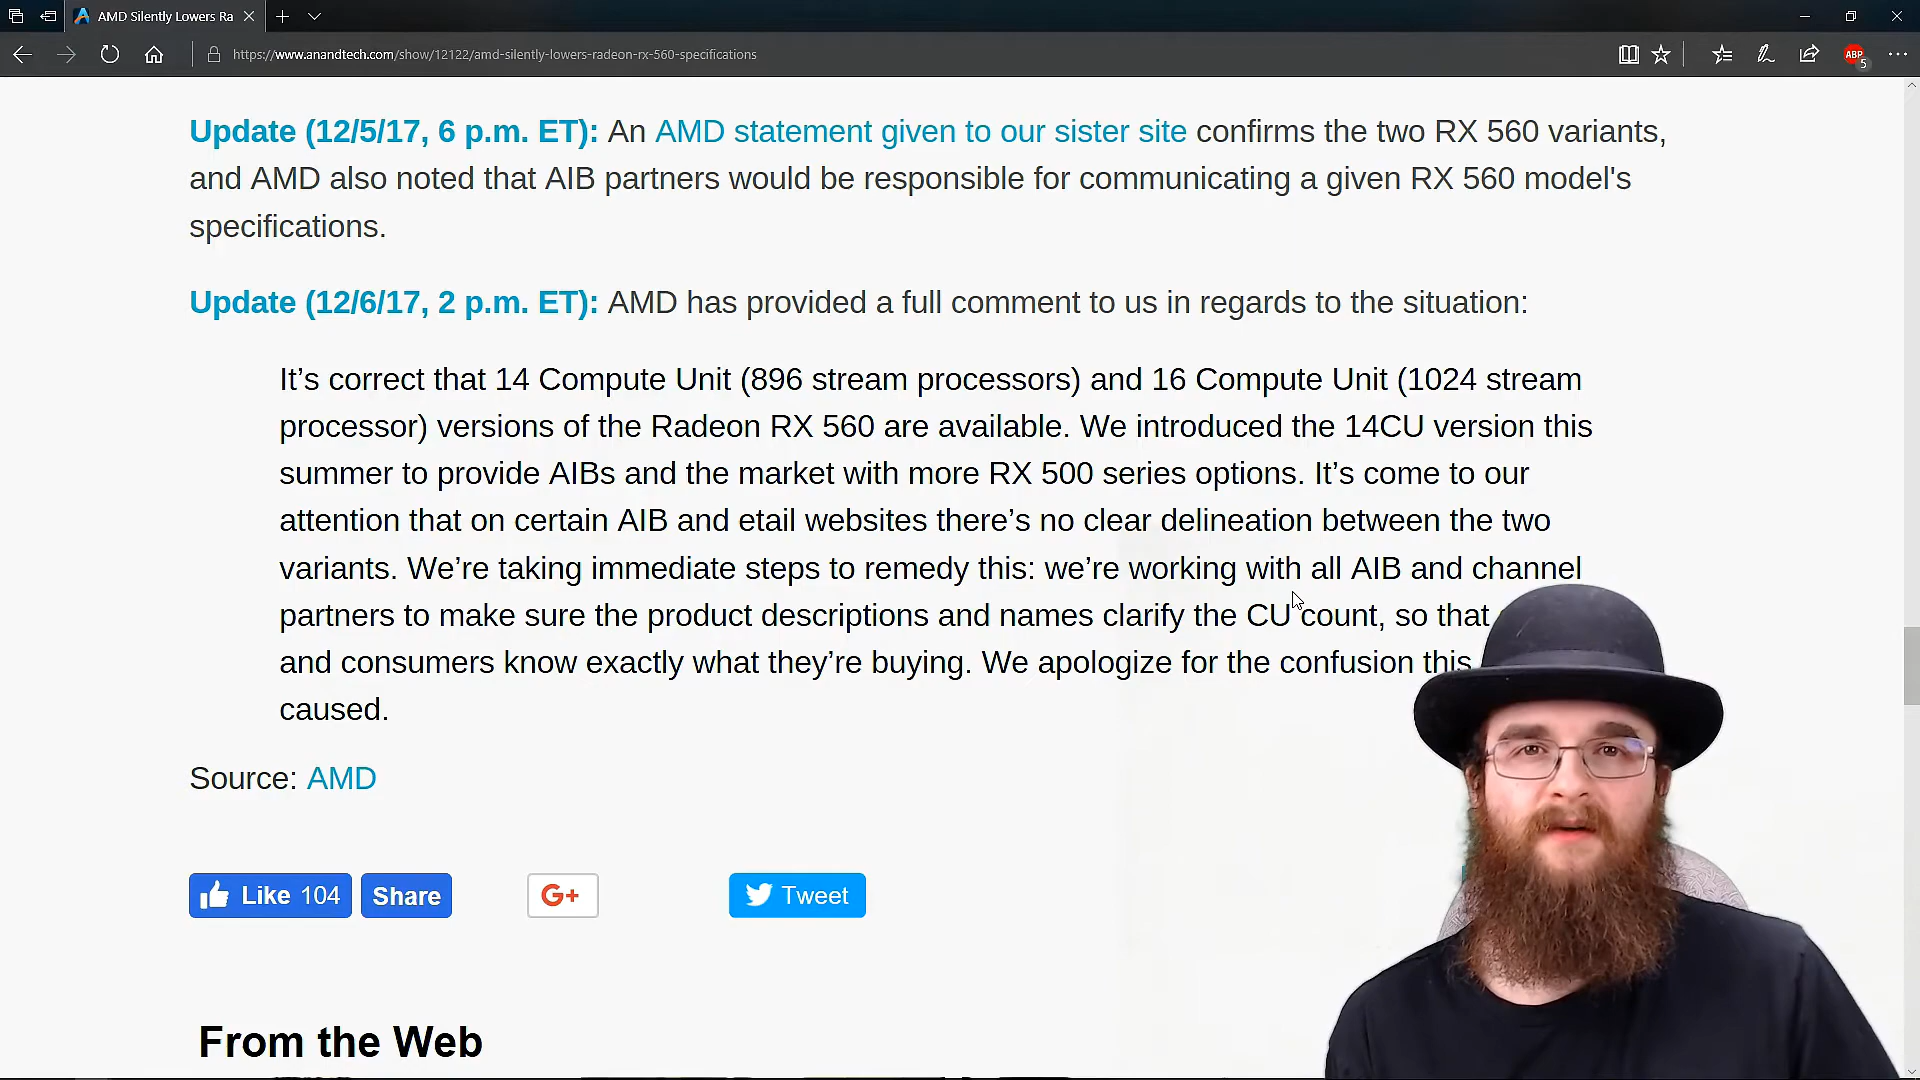 AMD Silently Lowers Ra
https://www.anandtech.com/show/12122/amd-silently-lowers-radeon-rx-560-specifications
ABP
5
Update (12/5/17, 6 p.m. ET): An AMD statement given to our sister site confirms the two RX 560 variants,
and AMD also noted that AIB partners would be responsible for communicating a given RX 560 model's
specifications.
Update (12/6/17, 2 p.m. ET): AMD has provided a full comment to us in regards to the situation:
It’s correct that 14 Compute Unit (896 stream processors) and 16 Compute Unit (1024 stream
processor) versions of the Radeon RX 560 are available. We introduced the 14CU version this
summer to provide AIBs and the market with more RX 500 series options. It’s come to our
attention that on certain AIB and etail websites there’s no clear delineation between the two
variants. We’re taking immediate steps to remedy this: we’re working with all AIB and channel
partners to make sure the product descriptions and names clarify the CU count, so that
and consumers know exactly what they’re buying. We apologize for the confusion this
caused.
Source: AMD
Like 104
Share
G+
Tweet
From the Web